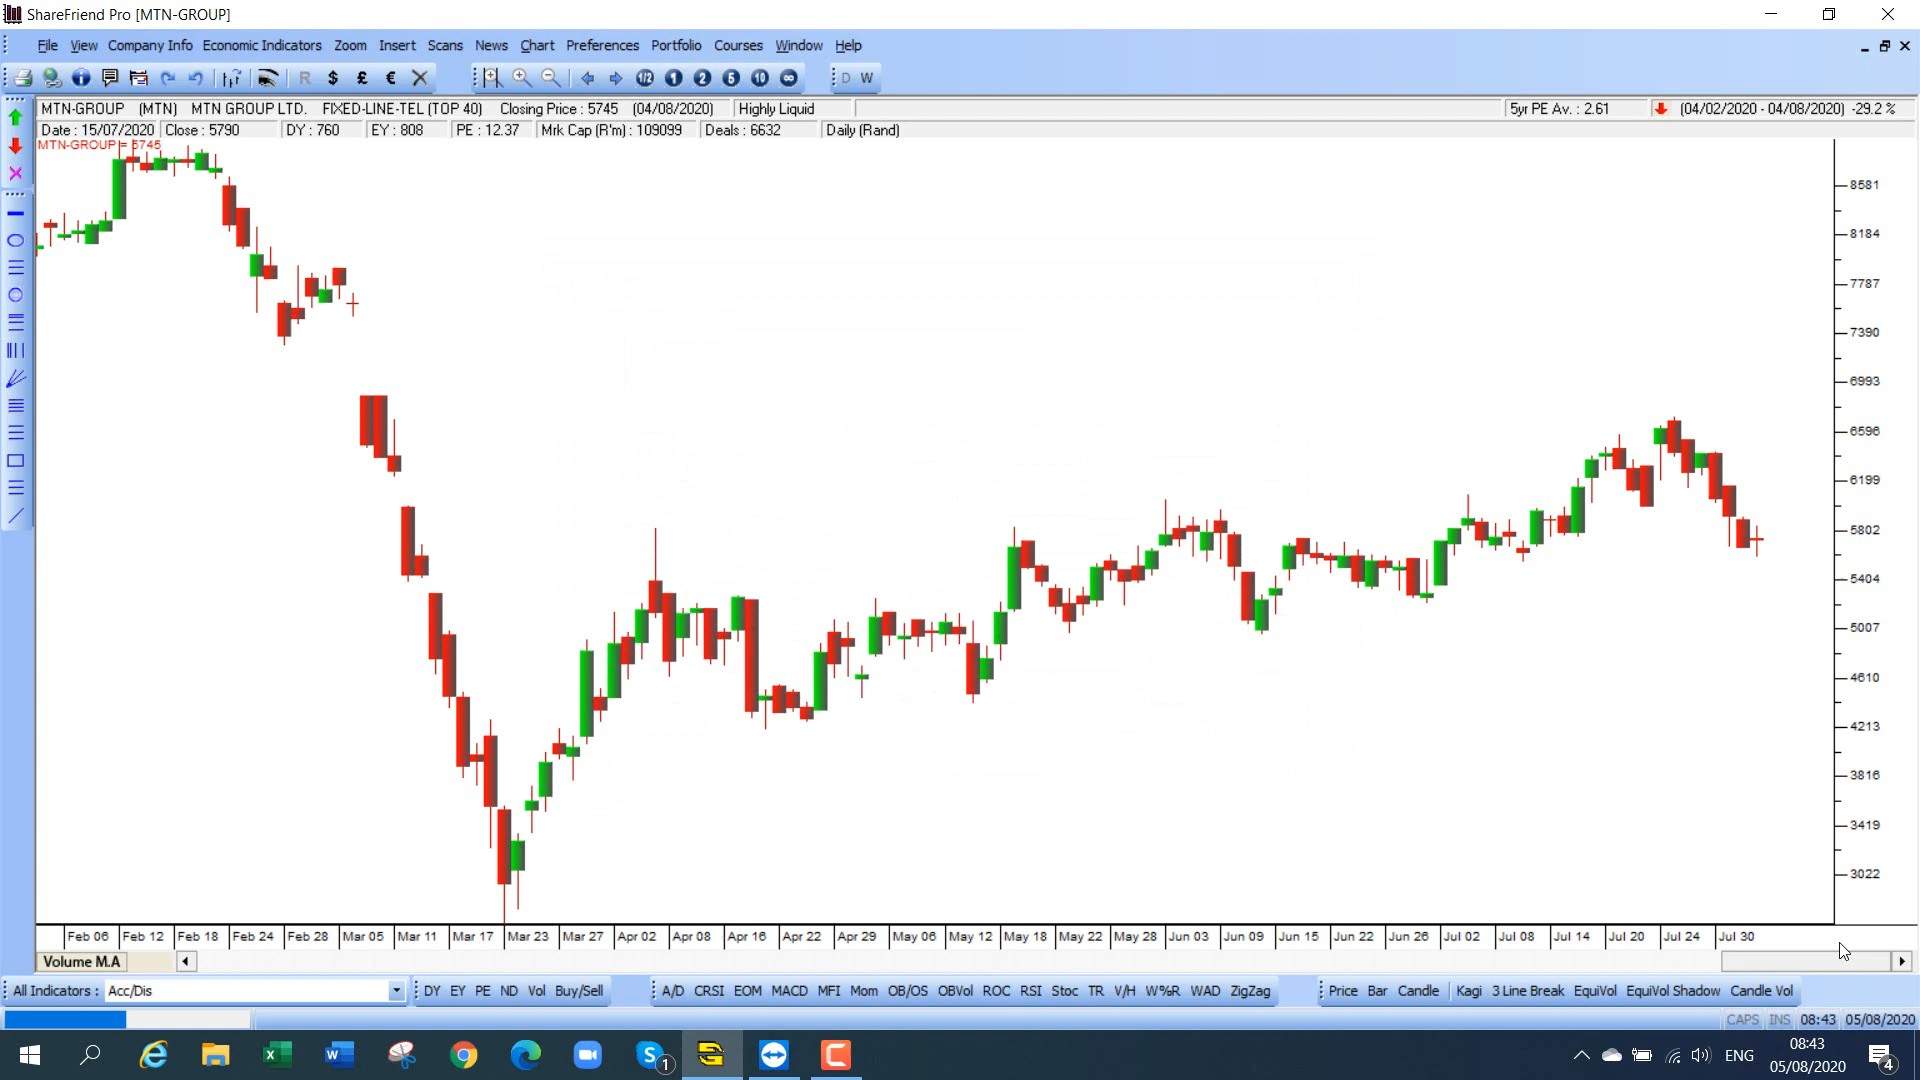 ShareFriend Pro [MTN-GROUP]
File View Company Info Economic Indicators Zoom Insert Scans News Chart Preferences Portfolio Courses Window Help
R $ £ € 1/2 1 2 5 10 ∞ D W
MTN-GROUP (MTN) MTN GROUP LTD. FIXED-LINE-TEL (TOP 40) Closing Price : 5745 (04/08/2020) Highly Liquid 5yr PE Av. : 2.61 (04/02/2020 - 04/08/2020) -29.2 %
Date : 15/07/2020 Close : 5790 DY : 760 EY : 808 PE : 12.37 Mrk Cap (R'm) : 109099 Deals : 6632 Daily (Rand)
MTN-GROUP = 5745
8581
8184
7787
7390
6993
6596
6199
5802
5404
5007
4610
4213
3816
3419
3022
Feb 06 Feb 12 Feb 18 Feb 24 Feb 28 Mar 05 Mar 11 Mar 17 Mar 23 Mar 27 Apr 02 Apr 08 Apr 16 Apr 22 Apr 29 May 06 May 12 May 18 May 22 May 28 Jun 03 Jun 09 Jun 15 Jun 22 Jun 26 Jul 02 Jul 08 Jul 14 Jul 20 Jul 24 Jul 30
Volume M.A
All Indicators : Acc/Dis DY EY PE ND Vol Buy/Sell A/D CRSI EOM MACD MFI Mom OB/OS OBVol ROC RSI Stoc TR V/H W%R WAD ZigZag Price Bar Candle Kagi 3 Line Break EquiVol EquiVol Shadow Candle Vol
CAPS INS 08:43 05/08/2020
1 ENG 08:43 4
05/08/2020